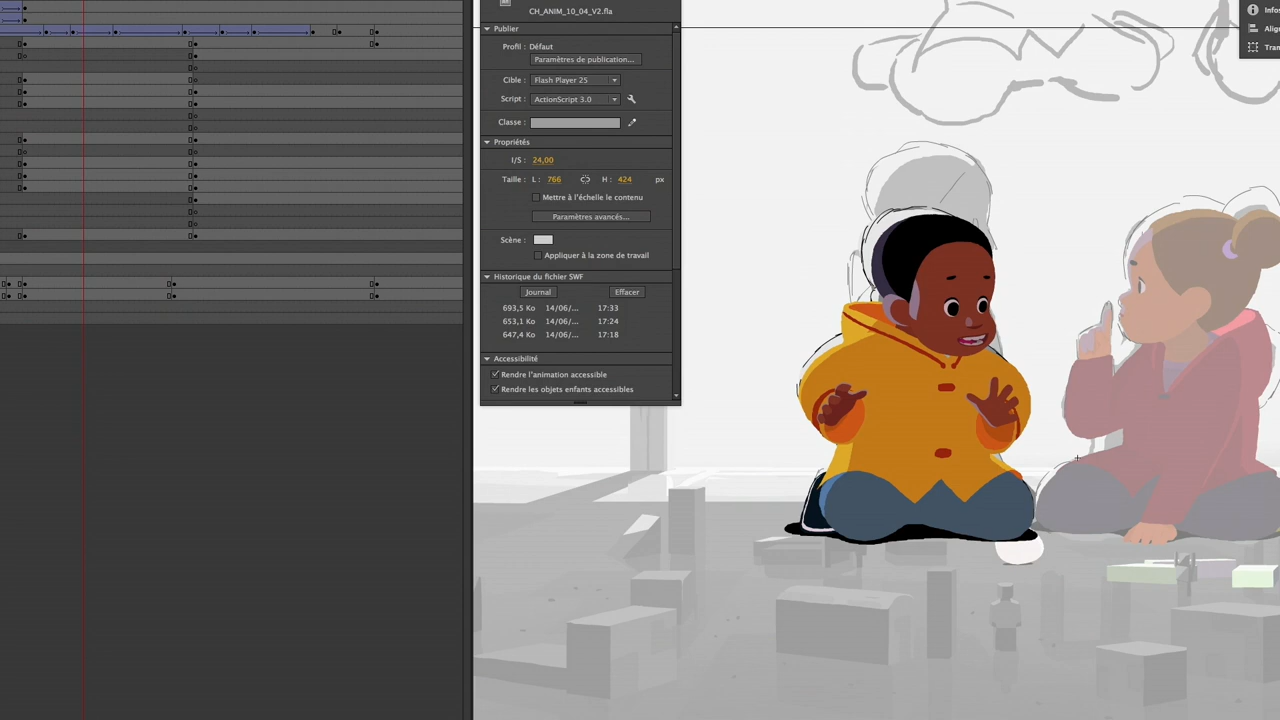 CH_ANIM_10_04_V2.fla
Publier
Profil : Défaut
Paramètres de publication...
Cible : Flash Player 25
Script : ActionScript 3.0
Classe :
Propriétés
I/S : 24,00
Taille : L : 766 H : 424 px
Mettre à l'échelle le contenu
Paramètres avancés...
Scène :
Appliquer à la zone de travail
Historique du fichier SWF
Journal Effacer
693,5 Ko 14/06/... 17:33
653,1 Ko 14/06/... 17:24
647,4 Ko 14/06/... 17:18
Accessibilité
Rendre l'animation accessible
Rendre les objets enfants accessibles
Infos
Align
Tran